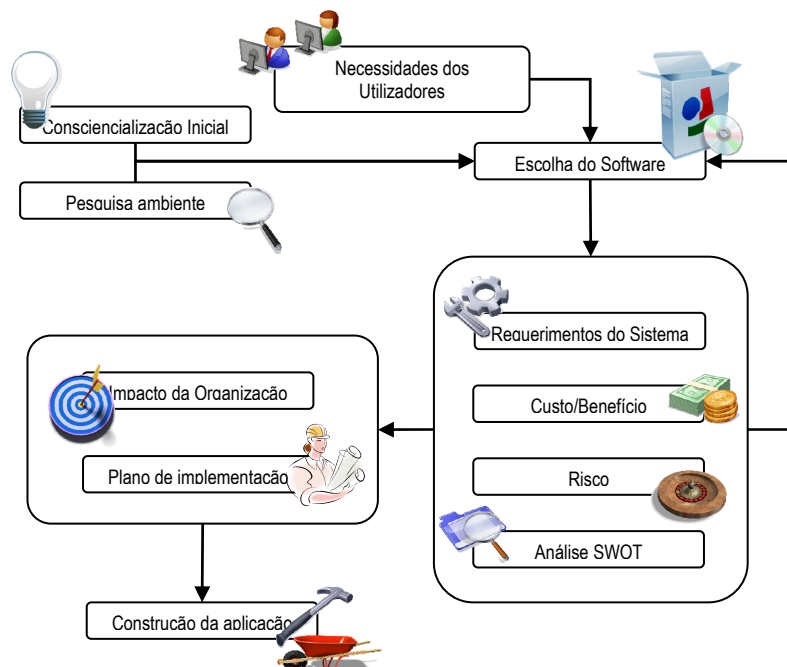 Necessidades dos
Utilizadores
Consciencialização Inicial
Escolha do Software
Pesquisa ambiente
Requerimentos do Sistema
Impacto da Organização
Custo/Benefício
Plano de implementação
Risco
Análise SWOT
Construção da aplicação